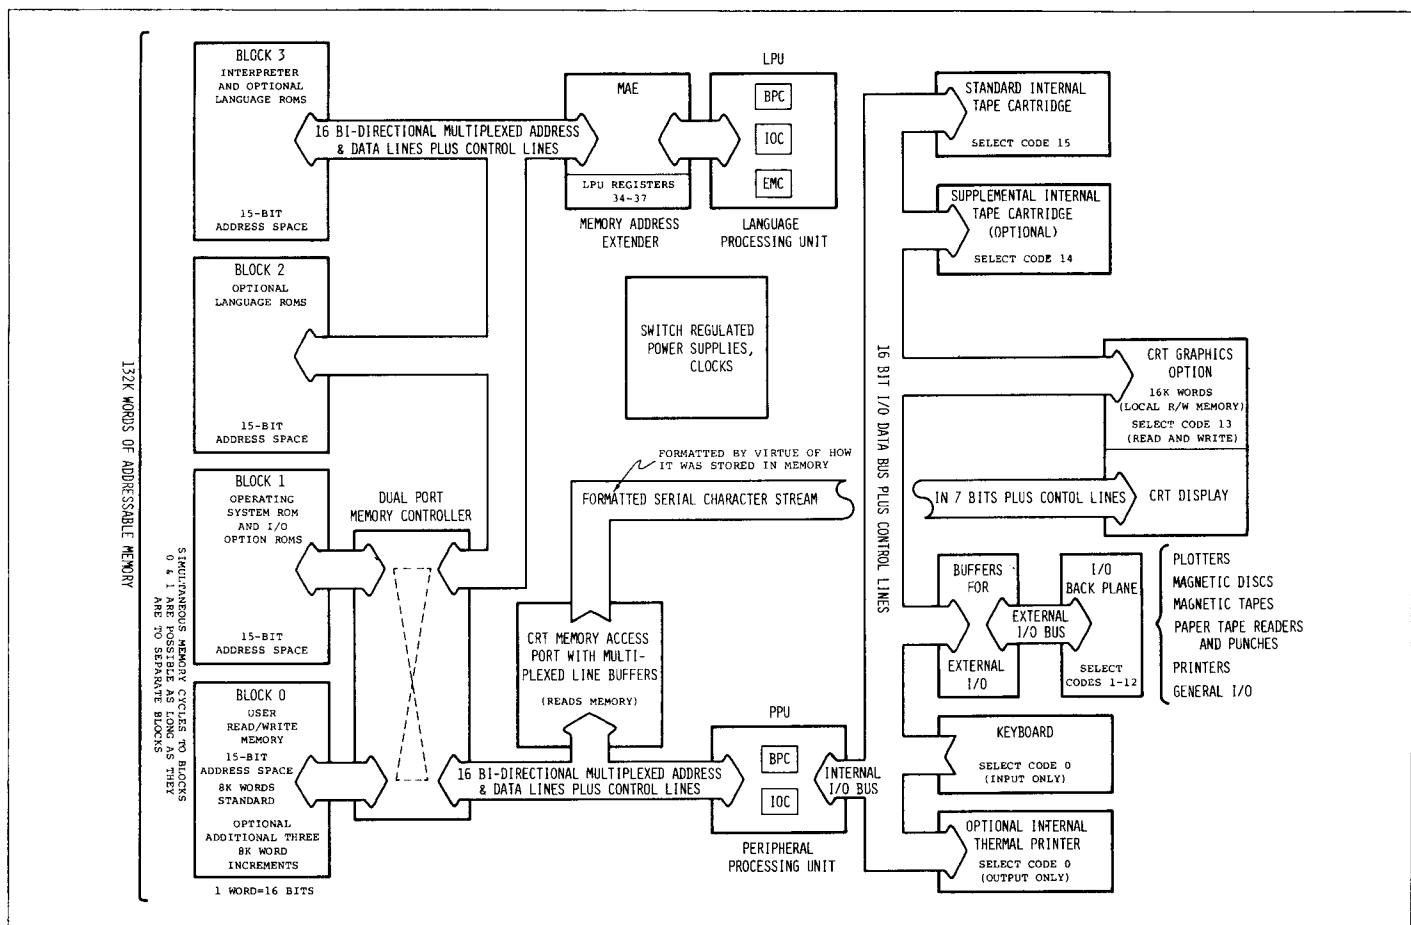 132K WORDS OF ADDRESSABLE MEMORY
BLOCK 3
INTERPRETER
AND OPTIONAL
LANGUAGE ROMS
15-BIT
ADDRESS SPACE
BLOCK 2
OPTIONAL
LANGUAGE ROMS
15-BIT
ADDRESS SPACE
BLOCK 1
OPERATING
SYSTEM ROM
AND I/O
OPTION ROMS
15-BIT
ADDRESS SPACE
BLOCK 0
USER
READ/WRITE
MEMORY
15-BIT
ADDRESS SPACE
8K WORDS
STANDARD
OPTIONAL
ADDITIONAL THREE
8K WORD
INCREMENTS
1 WORD=16 BITS
SIMULTANEOUS MEMORY CYCLES TO BLOCKS
0 & 1 ARE POSSIBLE AS LONG AS THEY
ARE TO SEPARATE BLOCKS
16 BI-DIRECTIONAL MULTIPLEXED ADDRESS
& DATA LINES PLUS CONTROL LINES
MAE
LPU REGISTERS
34-37
MEMORY ADDRESS
EXTENDER
LPU
BPC
IOC
EMC
LANGUAGE
PROCESSING UNIT
SWITCH REGULATED
POWER SUPPLIES,
CLOCKS
DUAL PORT
MEMORY CONTROLLER
FORMATTED BY VIRTUE OF HOW
IT WAS STORED IN MEMORY
FORMATTED SERIAL CHARACTER STREAM
IN 7 BITS PLUS CONTOL LINES
CRT MEMORY ACCESS
PORT WITH MULTI-
PLEXED LINE BUFFERS
(READS MEMORY)
16 BI-DIRECTIONAL MULTIPLEXED ADDRESS
& DATA LINES PLUS CONTROL LINES
PPU
BPC
IOC
PERIPHERAL
PROCESSING UNIT
INTERNAL
I/O BUS
16 BIT I/O DATA BUS PLUS CONTROL LINES
STANDARD INTERNAL
TAPE CARTRIDGE
SELECT CODE 15
SUPPLEMENTAL INTERNAL
TAPE CARTRIDGE
(OPTIONAL)
SELECT CODE 14
CRT GRAPHICS
OPTION
16K WORDS
(LOCAL R/W MEMORY)
SELECT CODE 13
(READ AND WRITE)
CRT DISPLAY
BUFFERS
FOR
EXTERNAL
I/O
EXTERNAL
I/O BUS
I/O
BACK PLANE
SELECT
CODES 1-12
PLOTTERS
MAGNETIC DISCS
MAGNETIC TAPES
PAPER TAPE READERS
AND PUNCHES
PRINTERS
GENERAL I/O
KEYBOARD
SELECT CODE 0
(INPUT ONLY)
OPTIONAL INTERNAL
THERMAL PRINTER
SELECT CODE 0
(OUTPUT ONLY)